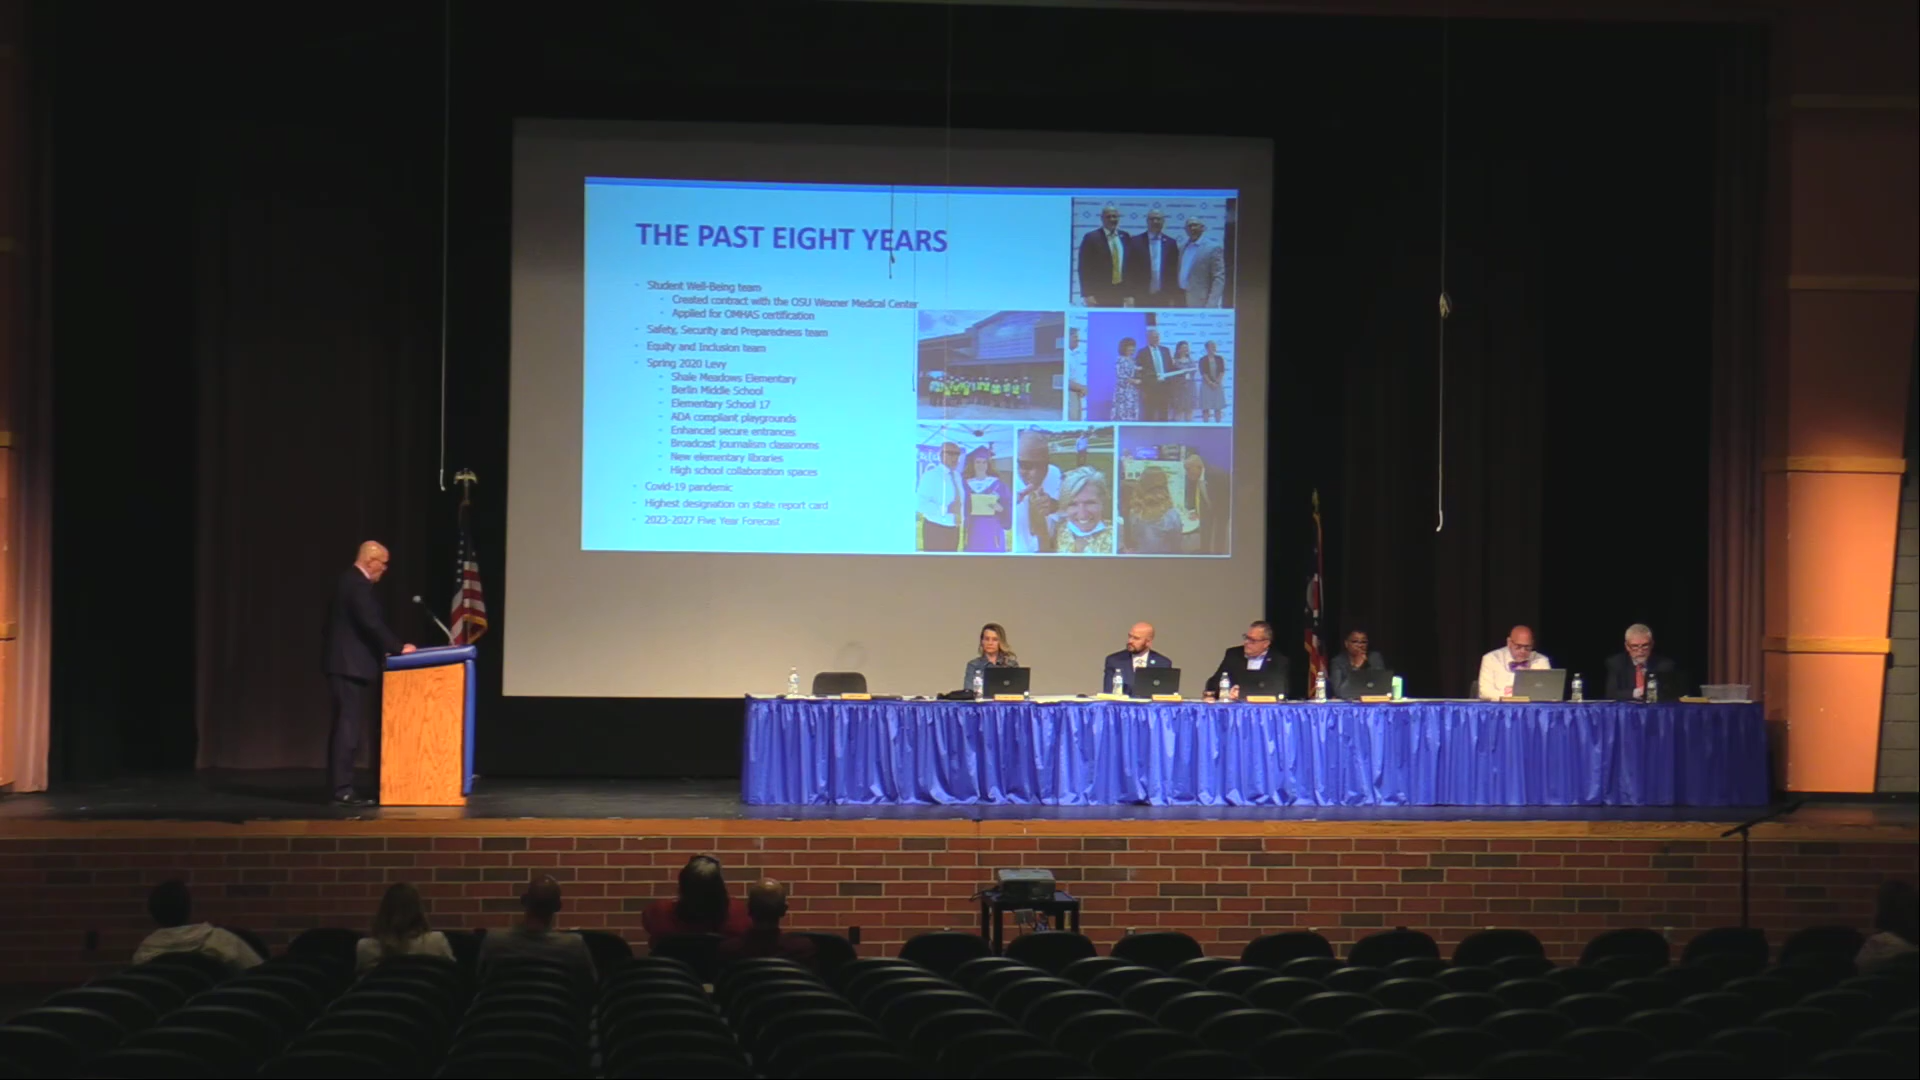 THE PAST EIGHT YEARS
- Student Well-Being team
- Created contract with the OSU Wexner Medical Center
- Applied for OMHAS certification
- Safety, Security and Preparedness team
- Equity and Inclusion team
- Spring 2020 Levy
- Shale Meadows Elementary
- Berlin Middle School
- Elementary School 17
- ADA compliant playgrounds
- Enhanced secure entrances
- Broadcast journalism classrooms
- New elementary libraries
- High school collaboration spaces
- Covid-19 pandemic
- Highest designation on state report card
- 2023-2027 Five Year Forecast